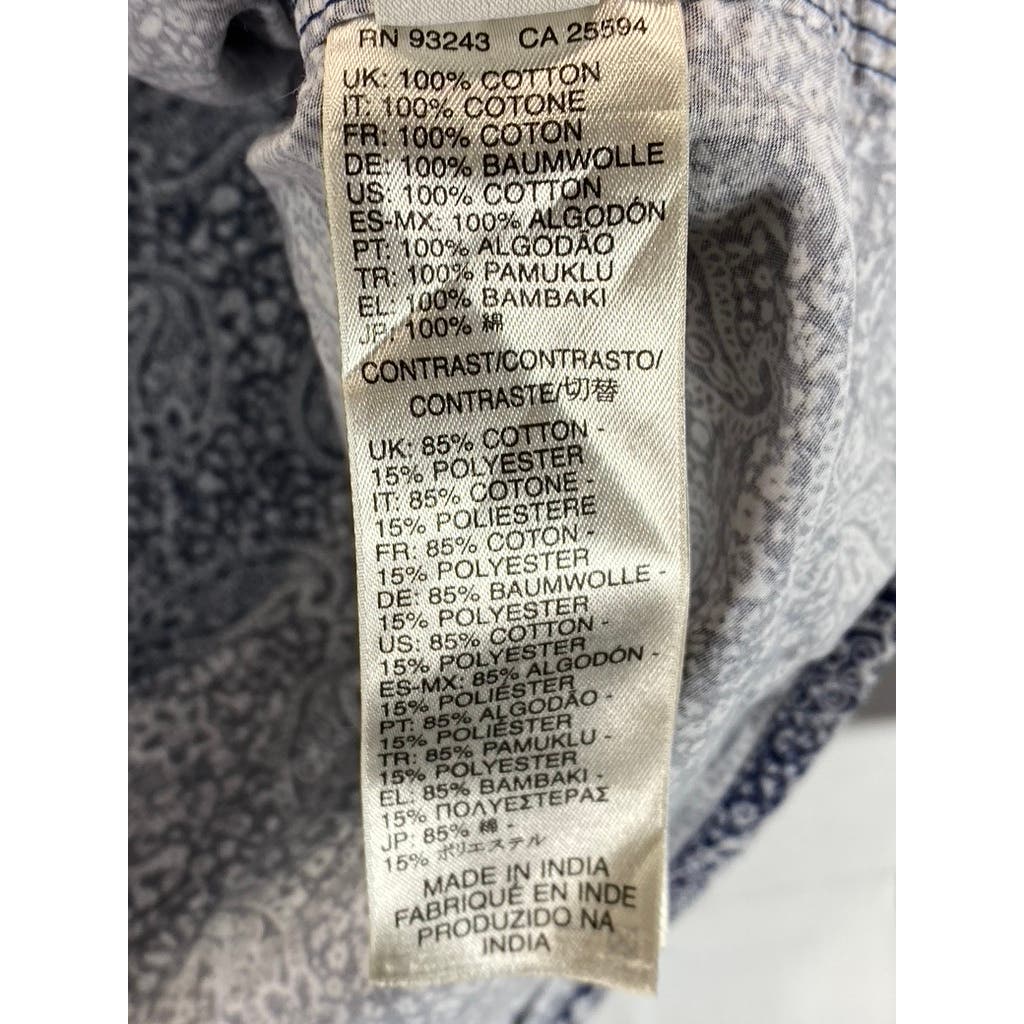 RN 93243 CA 25594
UK: 100% COTTON
IT: 100% COTONE
FR: 100% COTON
DE: 100% BAUMWOLLE
US: 100% COTTON
ES-MX: 100% ALGODÓN
PT: 100% ALGODÃO
TR: 100% PAMUKLU
EL: 100% BAMBAKI
JP: 100% 綿
CONTRAST/CONTRASTO/
CONTRASTE/切替
UK: 85% COTTON -
15% POLYESTER
IT: 85% COTONE -
15% POLIESTERE
FR: 85% COTON -
15% POLYESTER
DE: 85% BAUMWOLLE -
15% POLYESTER
US: 85% COTTON -
15% POLYESTER
ES-MX: 85% ALGODÓN -
15% POLIÉSTER
PT: 85% ALGODÃO -
15% POLIÉSTER
TR: 85% PAMUKLU -
15% POLYESTER
EL: 85% BAMBAKI -
15% ΠΟΛΥΕΣΤΕΡΑΣ
JP: 85% 綿 -
15% ポリエステル
MADE IN INDIA
FABRIQUÉ EN INDE
PRODUZIDO NA
INDIA